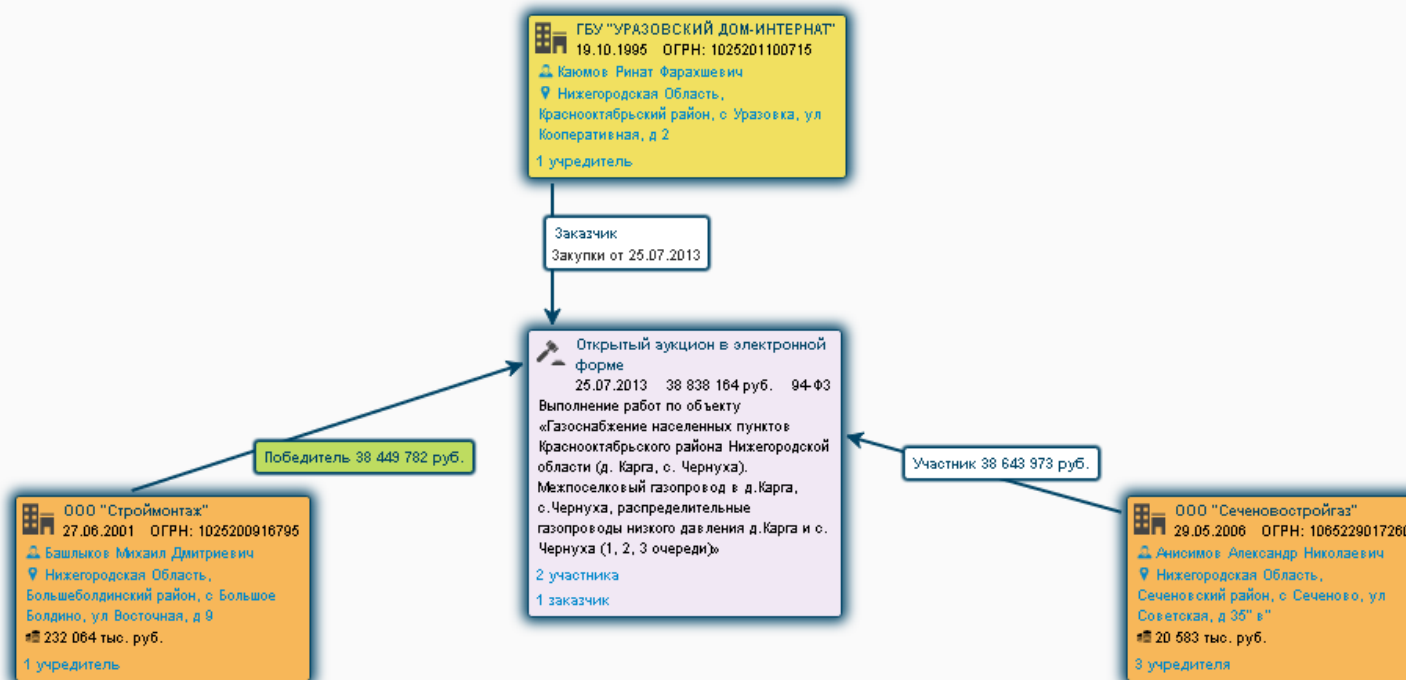 ГБУ "УРАЗОВСКИЙ ДОМ-ИНТЕРНАТ"
19.10.1995 ОГРН: 1025201100715
Каюмов Ринат Фарахшевич
Нижегородская Область,
Краснооктябрьский район, с Уразовка, ул
Кооперативная, д 2
1 учредитель
Заказчик
Закупки от 25.07.2013
Открытый аукцион в электронной
форме
25.07.2013 38 838 164 руб. 94-ФЗ
Выполнение работ по объекту
«Газоснабжение населенных пунктов
Краснооктябрьского района Нижегородской
области (д. Карга, с. Чернуха).
Межпоселковый газопровод в д.Карга,
с.Чернуха, распределительные
газопроводы низкого давления д.Карга и с.
Чернуха (1, 2, 3 очереди)»
2 участника
1 заказчик
Победитель 38 449 782 руб.
Участник 38 643 973 руб.
ООО "Строймонтаж"
27.06.2001 ОГРН: 1025200916795
Башлыков Михаил Дмитриевич
Нижегородская Область,
Большеболдинский район, с Большое
Болдино, ул Восточная, д 9
232 064 тыс. руб.
1 учредитель
ООО "Сеченовостройгаз"
29.05.2006 ОГРН: 106522901726
Анисимов Александр Николаевич
Нижегородская Область,
Сеченовский район, с Сеченово, ул
Советская, д 35" в"
20 583 тыс. руб.
3 учредителя